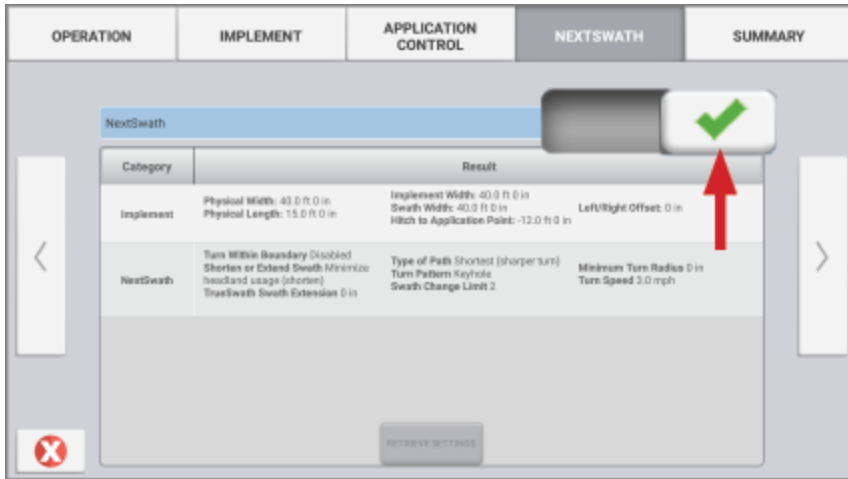 OPERATION
IMPLEMENT
APPLICATION
CONTROL
NEXTSWATH
SUMMARY
NextSwath
Category
Result
Implement
Physical Width: 40.0 ft 0 in
Physical Length: 15.0 ft 0 in
Implement Width: 40.0 ft 0 in
Swath Width: 40.0 ft 0 in
Hitch to Application Point: -12.0 ft 0 in
Left/Right Offset: 0 in
NextSwath
Turn Within Boundary Disabled
Shorten or Extend Swath Minimize
headland usage (shorten)
TrueSwath Swath Extension 0 in
Type of Path Shortest (sharper turn)
Turn Pattern Keyhole
Swath Change Limit 2
Minimum Turn Radius 0 in
Turn Speed 3.0 mph
RETRIEVE SETTINGS